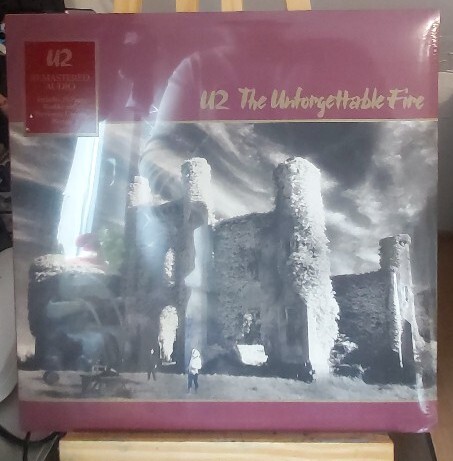 U2
REMASTERED
AUDIO
U2 The Unforgettable Fire